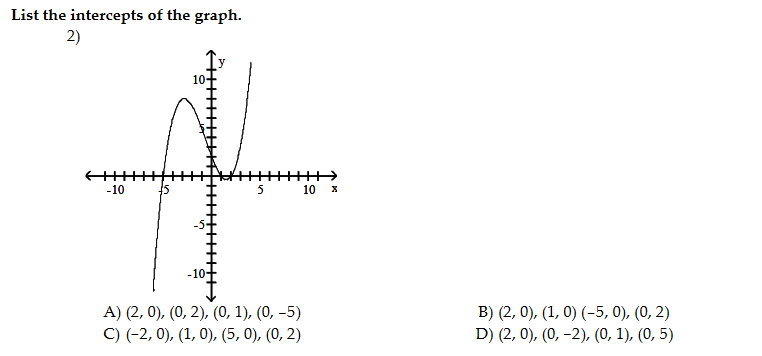 List the intercepts of the graph.
2)
y
10
5
-10 -5 5 10 x
-5
-10
A) (2, 0), (0, 2), (0, 1), (0, −5)
B) (2, 0), (1, 0) (−5, 0), (0, 2)
C) (−2, 0), (1, 0), (5, 0), (0, 2)
D) (2, 0), (0, −2), (0, 1), (0, 5)